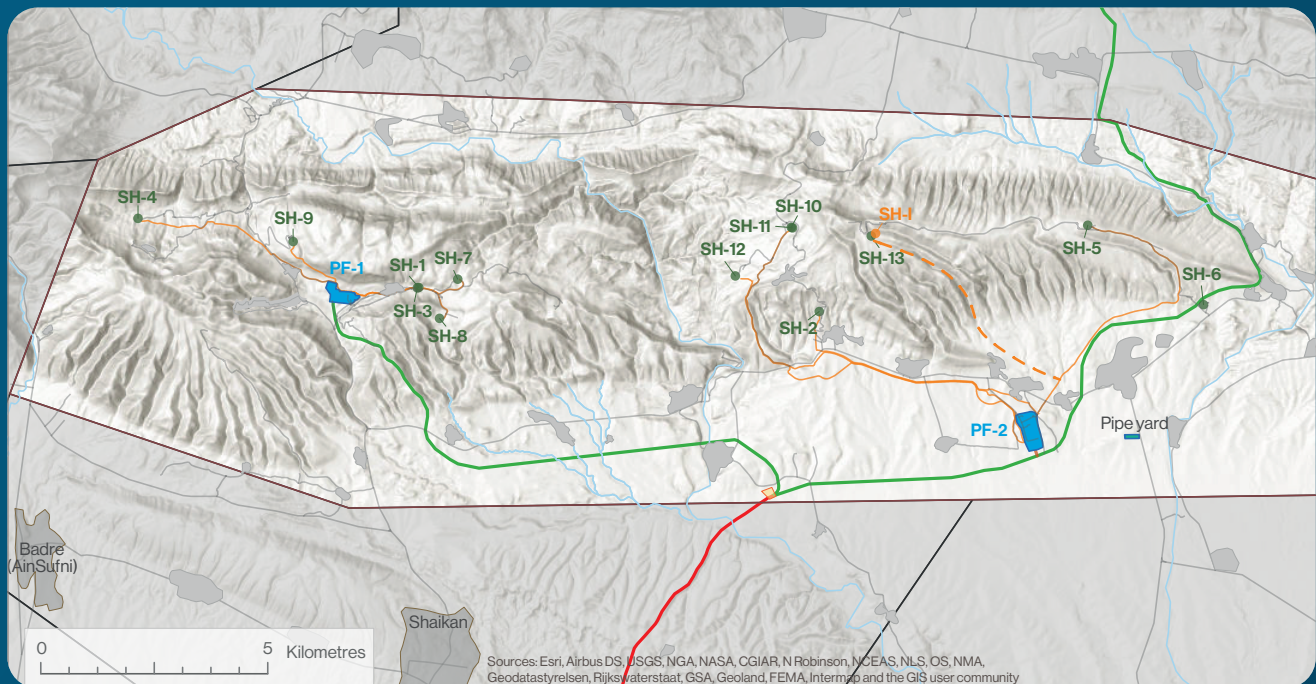 SH-4
SH-9
PF-1
SH-1
SH-7
SH-3
SH-8
SH-10
SH-11
SH-12
SH-I
SH-13
SH-2
SH-5
SH-6
PF-2
Pipe yard
Badre
(AinSufni)
Shaikan
0 5 Kilometres
Sources: Esri, Airbus DS, USGS, NGA, NASA, CGIAR, N Robinson, NCEAS, NLS, OS, NMA,
Geodatastyrelsen, Rijkswaterstaat, GSA, Geoland, FEMA, Intermap and the GIS user community